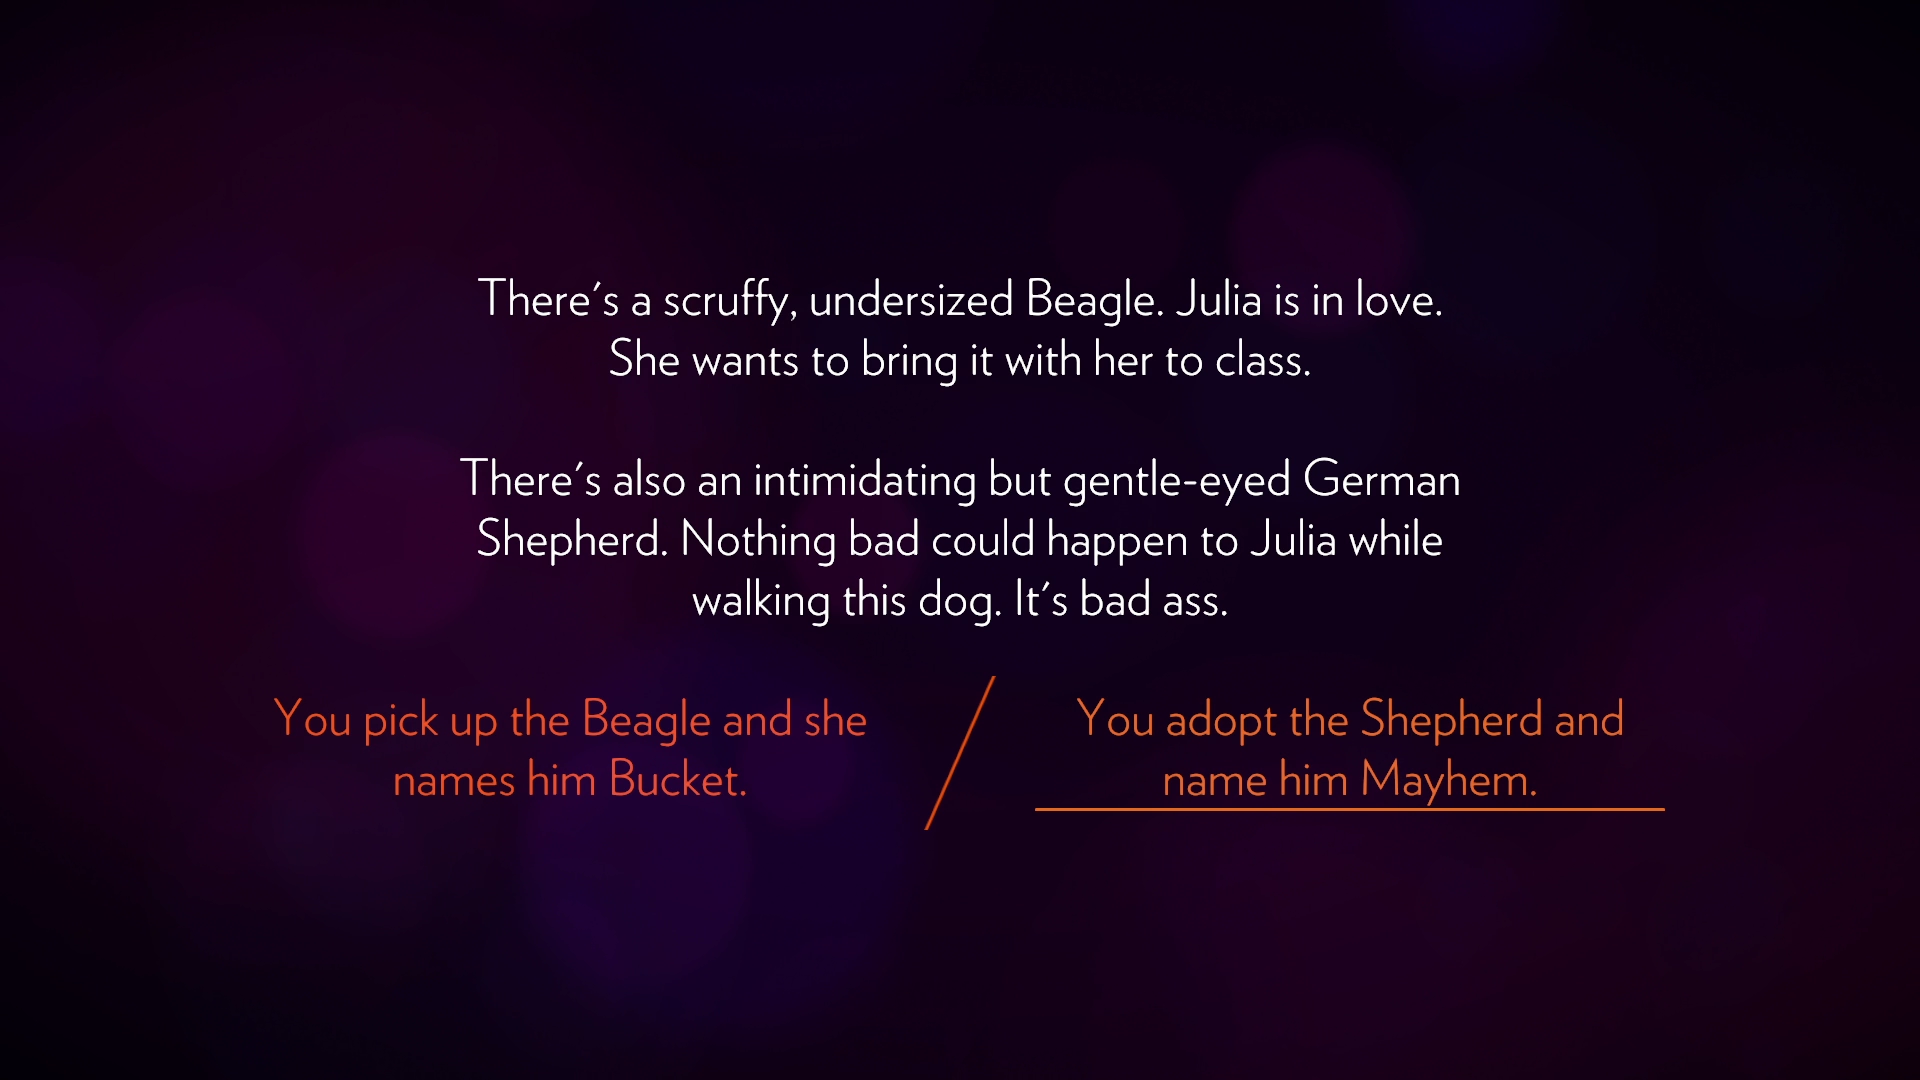 There's a scruffy, undersized Beagle. Julia is in love.
She wants to bring it with her to class.
There's also an intimidating but gentle-eyed German
Shepherd. Nothing bad could happen to Julia while
walking this dog. It's bad ass.
You pick up the Beagle and she
names him Bucket.
You adopt the Shepherd and
name him Mayhem.